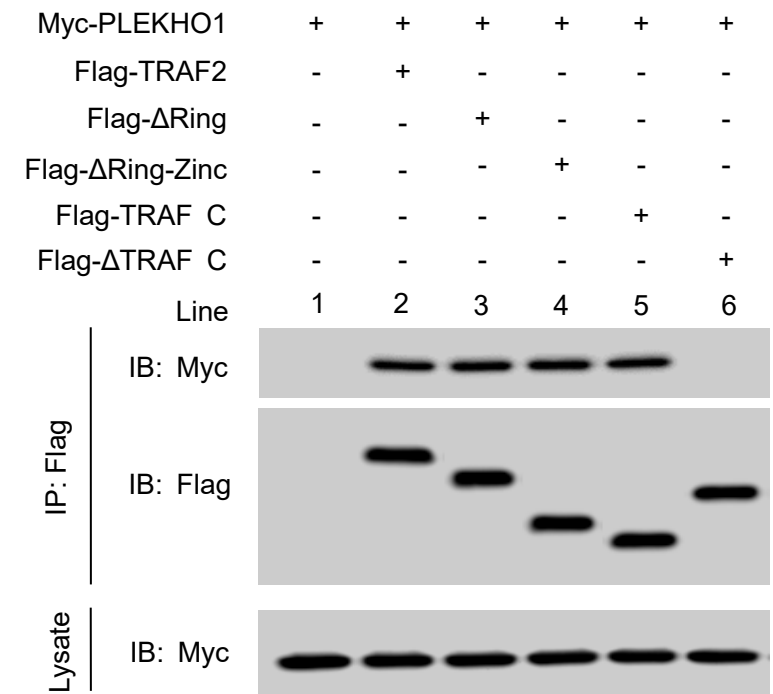 Myc-PLEKHO1 + + + + + +
Flag-TRAF2 - + - - - -
Flag-ΔRing - - + - - -
Flag-ΔRing-Zinc - - - + - -
Flag-TRAF C - - - - + -
Flag-ΔTRAF C - - - - - +
Line 1 2 3 4 5 6
IP: Flag
IB: Myc
IB: Flag
Lysate
IB: Myc